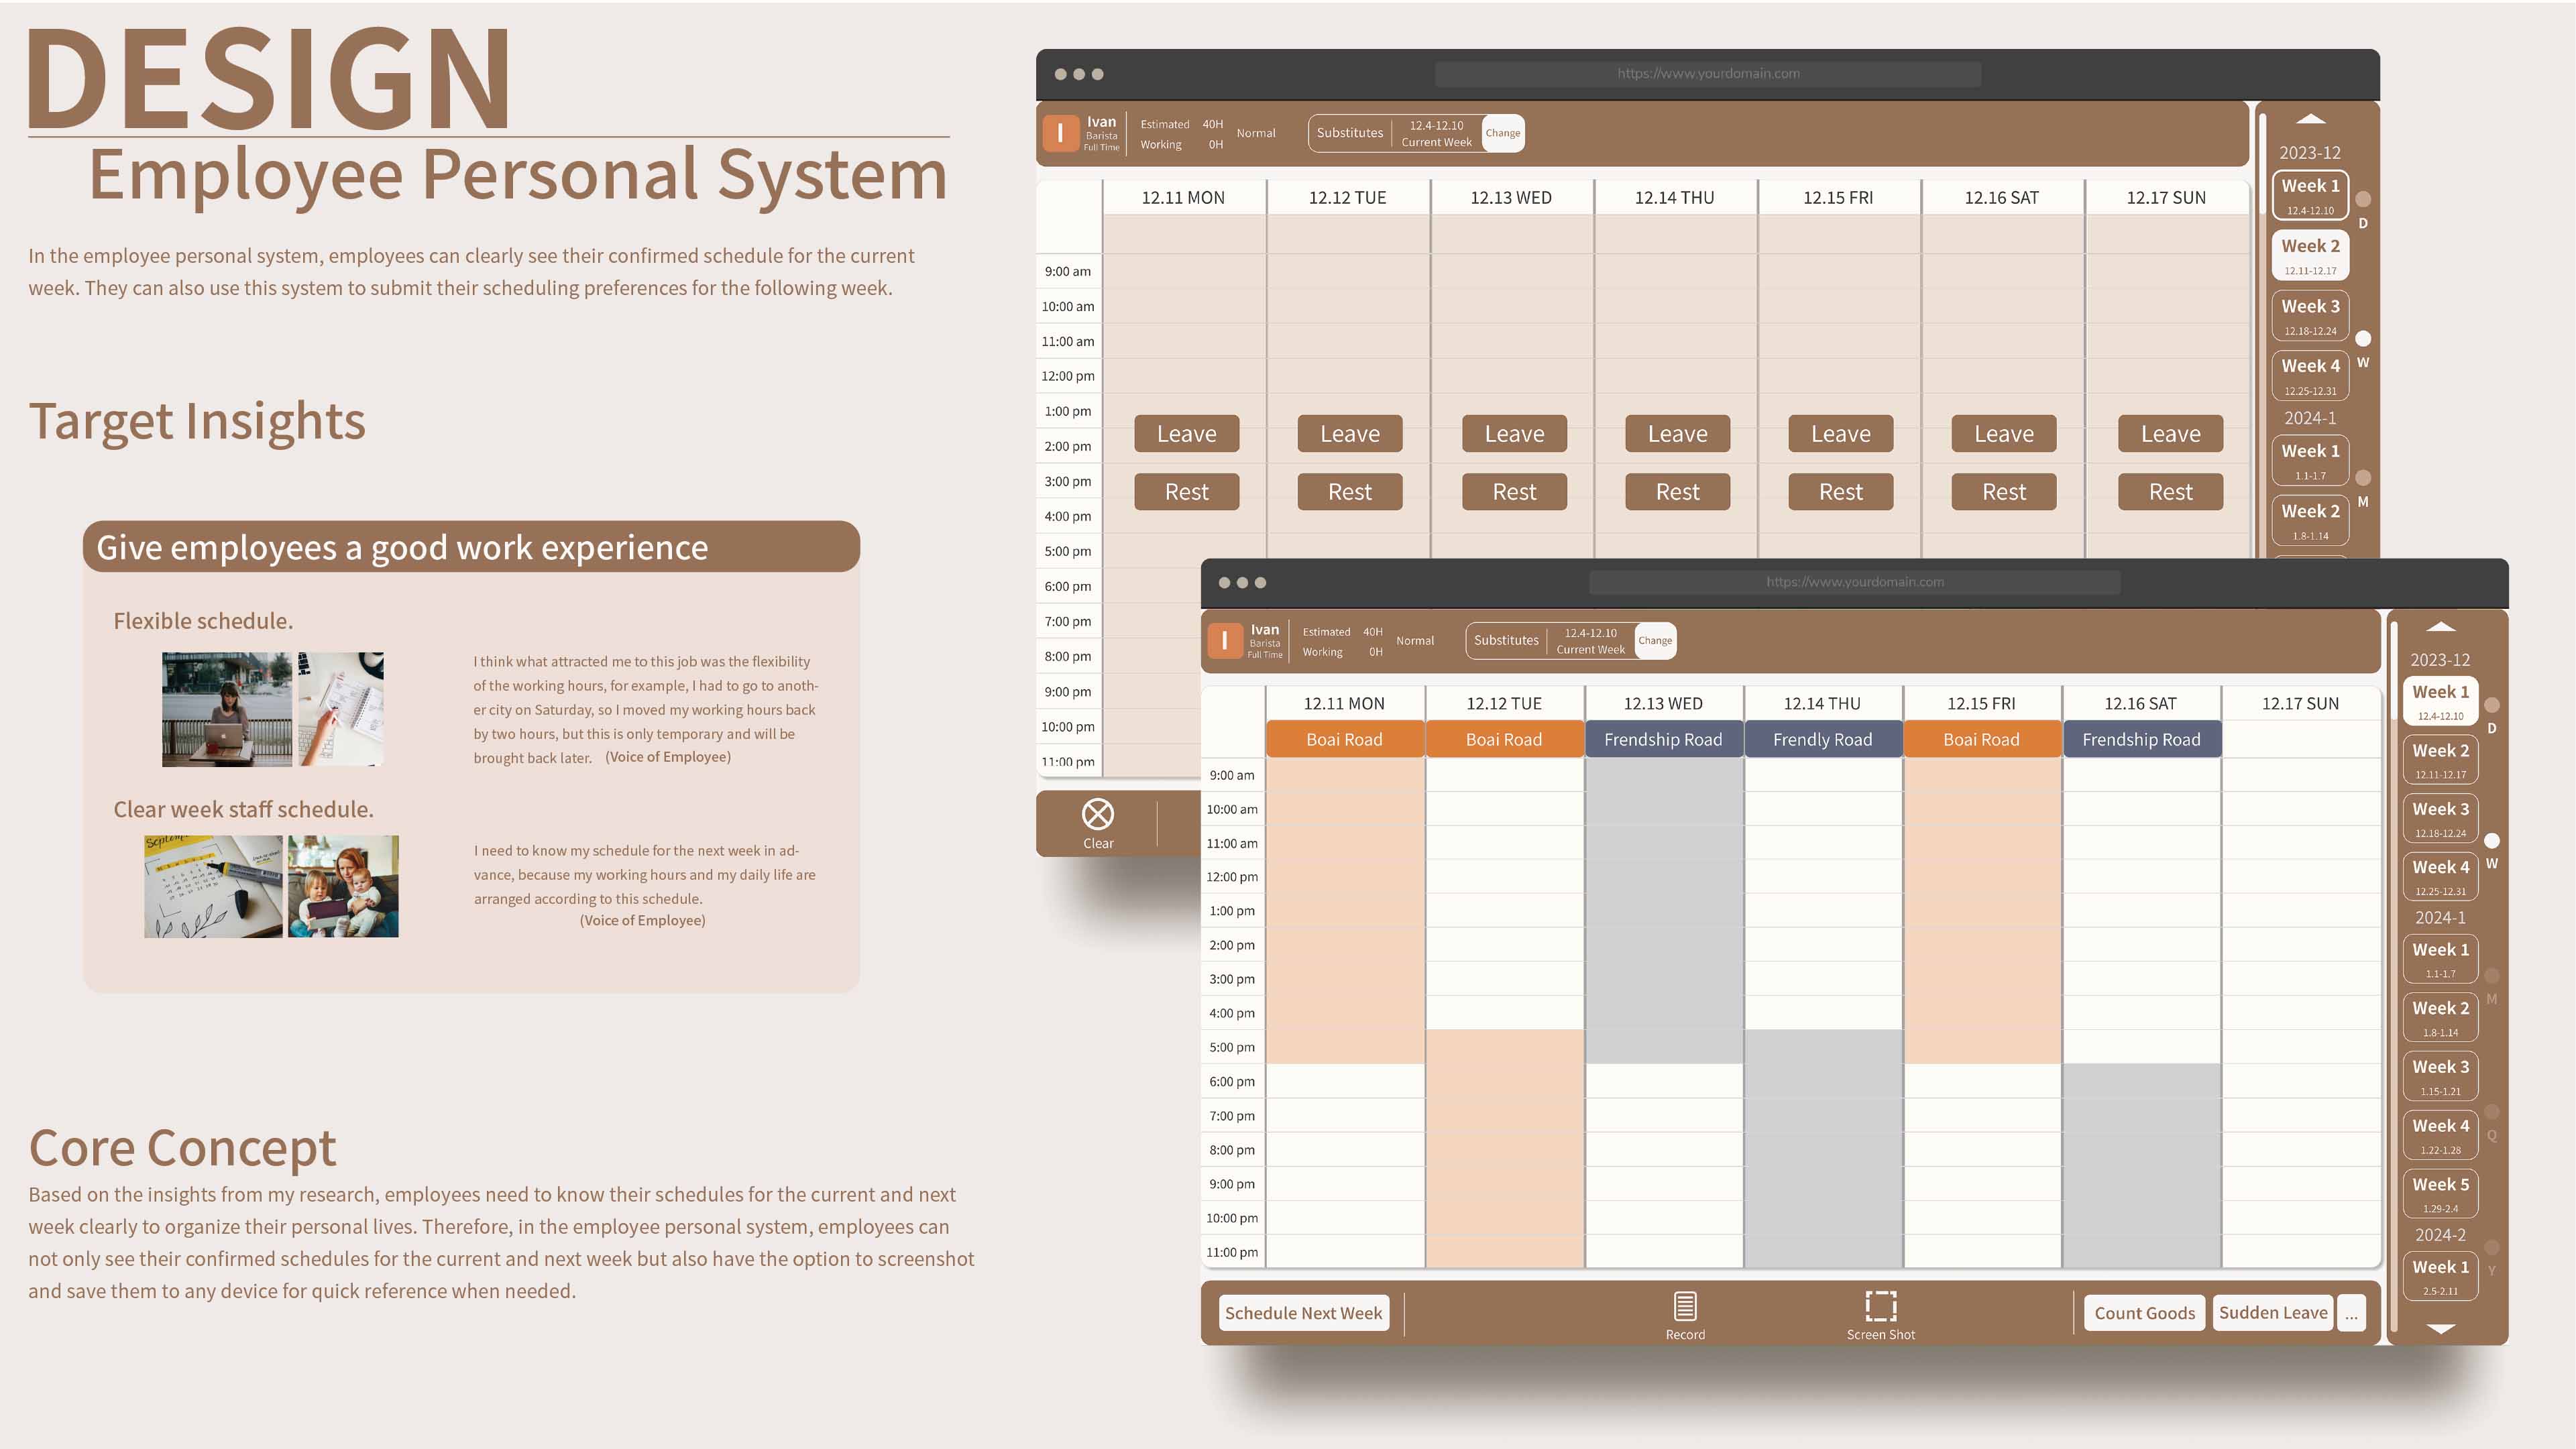 DESIGN
Employee Personal System
In the employee personal system, employees can clearly see their confirmed schedule for the current
week. They can also use this system to submit their scheduling preferences for the following week.
Target Insights
Give employees a good work experience
Flexible schedule.
I think what attracted me to this job was the flexibility
of the working hours, for example, I had to go to anoth-
er city on Saturday, so I moved my working hours back
by two hours, but this is only temporary and will be
brought back later. (Voice of Employee)
Clear week staff schedule.
I need to know my schedule for the next week in ad-
vance, because my working hours and my daily life are
arranged according to this schedule.
(Voice of Employee)
Core Concept
Based on the insights from my research, employees need to know their schedules for the current and next
week clearly to organize their personal lives. Therefore, in the employee personal system, employees can
not only see their confirmed schedules for the current and next week but also have the option to screenshot
and save them to any device for quick reference when needed.
https://www.yourdomain.com
I
Ivan
Barista
Full Time
Estimated 40H
Working 0H
Normal
Substitutes
12.4-12.10
Current Week
Change
12.11 MON 12.12 TUE 12.13 WED 12.14 THU 12.15 FRI 12.16 SAT 12.17 SUN
9:00 am
10:00 am
11:00 am
12:00 pm
1:00 pm
Leave Leave Leave Leave Leave Leave Leave
2:00 pm
3:00 pm
Rest Rest Rest Rest Rest Rest Rest
4:00 pm
5:00 pm
6:00 pm
7:00 pm
8:00 pm
9:00 pm
10:00 pm
11:00 pm
Clear
2023-12
Week 1
12.4-12.10
D
Week 2
12.11-12.17
Week 3
12.18-12.24
W
Week 4
12.25-12.31
2024-1
Week 1
1.1-1.7
M
Week 2
1.8-1.14
https://www.yourdomain.com
I
Ivan
Barista
Full Time
Estimated 40H
Working 0H
Normal
Substitutes
12.4-12.10
Current Week
Change
12.11 MON 12.12 TUE 12.13 WED 12.14 THU 12.15 FRI 12.16 SAT 12.17 SUN
Boai Road Boai Road Frendship Road Frendly Road Boai Road Frendship Road
9:00 am
10:00 am
11:00 am
12:00 pm
1:00 pm
2:00 pm
3:00 pm
4:00 pm
5:00 pm
6:00 pm
7:00 pm
8:00 pm
9:00 pm
10:00 pm
11:00 pm
Schedule Next Week
Record
Screen Shot
Count Goods
Sudden Leave
...
2023-12
Week 1
12.4-12.10
D
Week 2
12.11-12.17
Week 3
12.18-12.24
W
Week 4
12.25-12.31
2024-1
Week 1
1.1-1.7
M
Week 2
1.8-1.14
Week 3
1.15-1.21
Week 4
Q
1.22-1.28
Week 5
1.29-2.4
2024-2
Week 1
Y
2.5-2.11